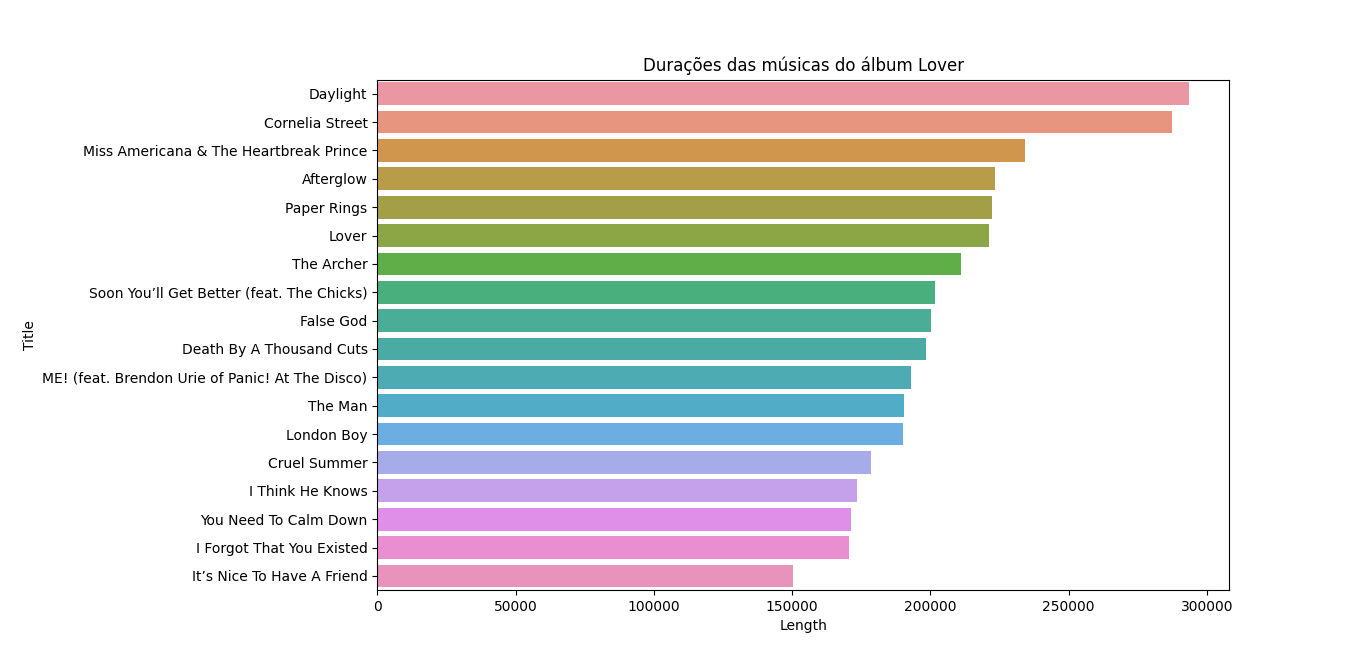 Durações das músicas do álbum Lover
Title
Daylight
Cornelia Street
Miss Americana & The Heartbreak Prince
Afterglow
Paper Rings
Lover
The Archer
Soon You’ll Get Better (feat. The Chicks)
False God
Death By A Thousand Cuts
ME! (feat. Brendon Urie of Panic! At The Disco)
The Man
London Boy
Cruel Summer
I Think He Knows
You Need To Calm Down
I Forgot That You Existed
It’s Nice To Have A Friend
0 50000 100000 150000 200000 250000 300000
Length